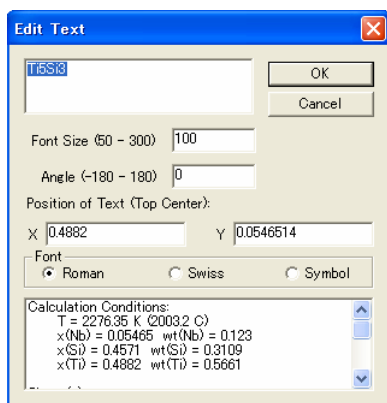 Edit Text
Ti5Si3
OK
Cancel
Font Size (50 - 300) 100
Angle (-180 - 180) 0
Position of Text (Top Center):
X 0.4882 Y 0.0546514
Font
Roman Swiss Symbol
Calculation Conditions:
T = 2276.35 K (2003.2 C)
x(Nb) = 0.05465 wt(Nb) = 0.123
x(Si) = 0.4571 wt(Si) = 0.3109
x(Ti) = 0.4882 wt(Ti) = 0.5661